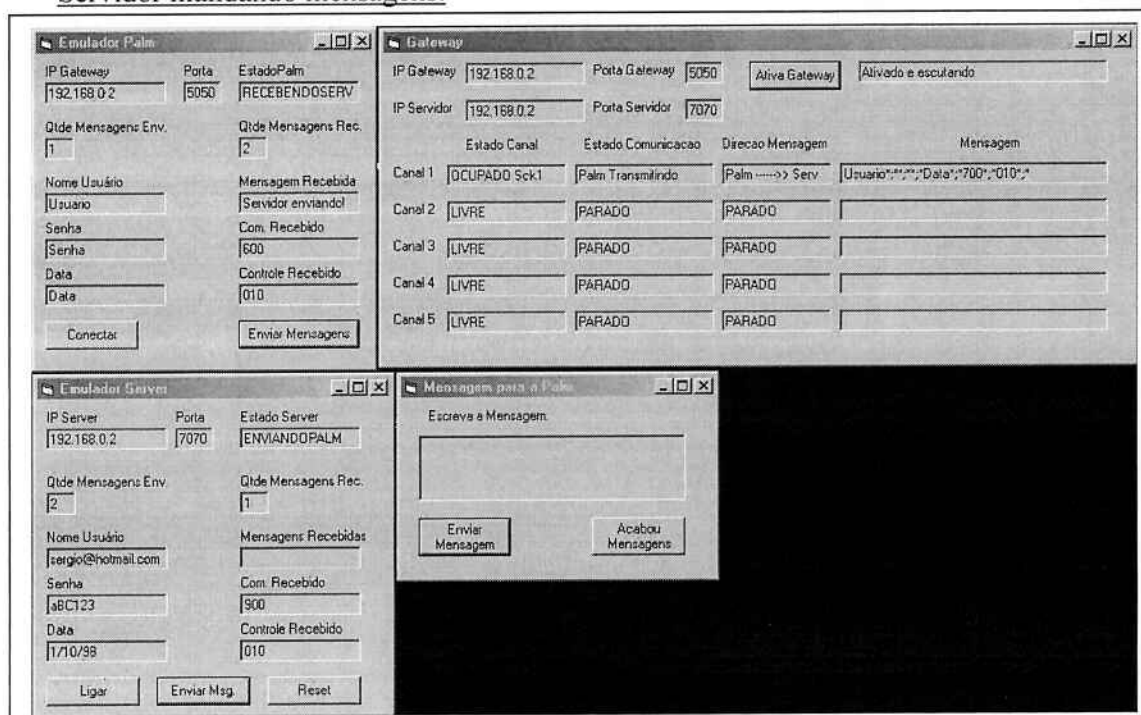 Servidor mandando mensagens:
Emulador Palm
IP Gateway Porta EstadoPalm
192.168.0.2 5050 RECEBENDOSERV
Qtde Mensagens Env. Qtde Mensagens Rec.
1 2
Nome Usuário Mensagem Recebida
Usuario Servidor enviando!
Senha Com. Recebido
Senha 600
Data Controle Recebido
Data 010
Conectar Enviar Mensagens
Gateway
IP Gateway 192.168.0.2 Porta Gateway 5050 Ativa Gateway Ativado e escutando
IP Servidor 192.168.0.2 Porta Servidor 7070
Estado Canal Estado Comunicacao Direcao Mensagem Mensagem
Canal 1 OCUPADO Sck1 Palm Transmitindo Palm ----->> Serv Usuario";"";"";"Data";"700";"010";"
Canal 2 LIVRE PARADO PARADO
Canal 3 LIVRE PARADO PARADO
Canal 4 LIVRE PARADO PARADO
Canal 5 LIVRE PARADO PARADO
Emulador Server
IP Server Porta Estado Server
192.168.0.2 7070 ENVIANDOPALM
Qtde Mensagens Env. Qtde Mensagens Rec.
2 1
Nome Usuário Mensagens Recebidas
sergio@hotmail.com
Senha Com. Recebido
aBC123 900
Data Controle Recebido
1/10/98 010
Ligar Enviar Msg. Reset
Mensagem para a Palm
Escreva a Mensagem.
Enviar Mensagem
Acabou Mensagens